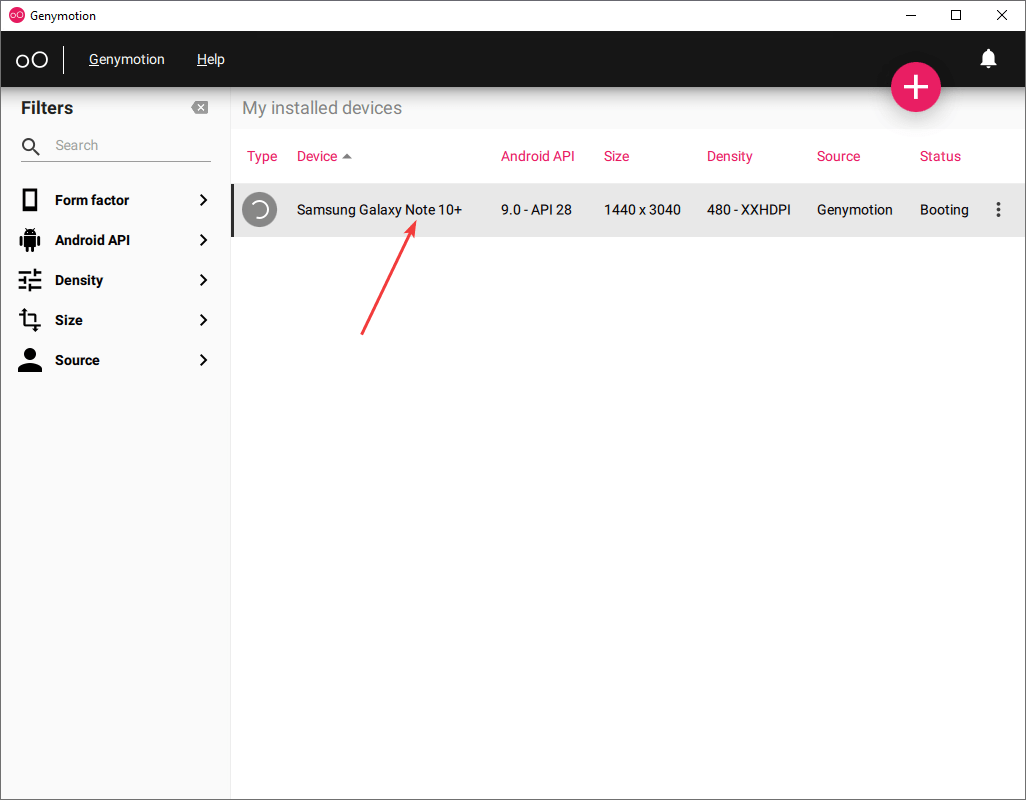 Genymotion
oO Genymotion Help
Filters
My installed devices
Search
Type Device Android API Size Density Source Status
Samsung Galaxy Note 10+ 9.0 - API 28 1440 x 3040 480 - XXHDPI Genymotion Booting
Form factor
Android API
Density
Size
Source